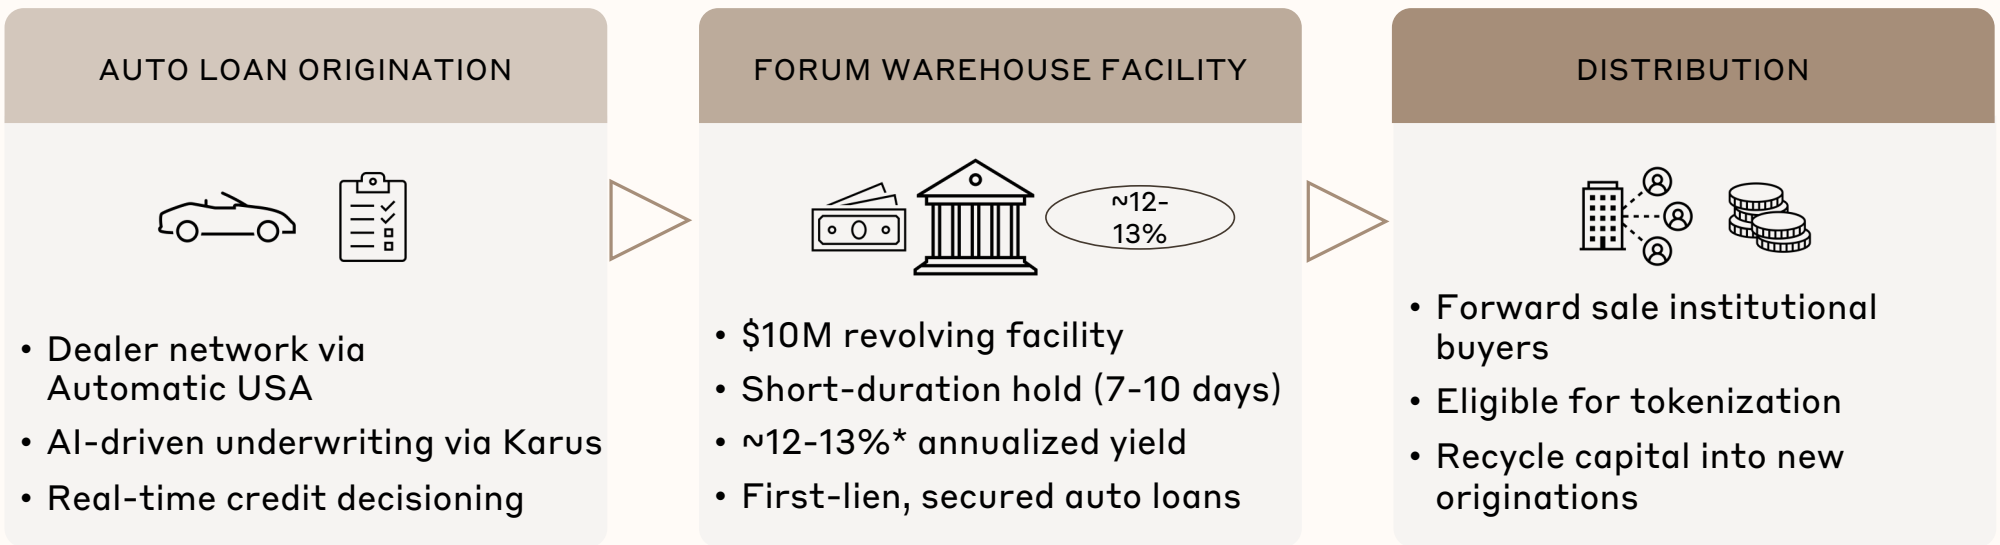 AUTO LOAN ORIGINATION
• Dealer network via
Automatic USA
• AI-driven underwriting via Karus
• Real-time credit decisioning
FORUM WAREHOUSE FACILITY
~12-
13%
• $10M revolving facility
• Short-duration hold (7-10 days)
• ~12-13%* annualized yield
• First-lien, secured auto loans
DISTRIBUTION
• Forward sale institutional
buyers
• Eligible for tokenization
• Recycle capital into new
originations